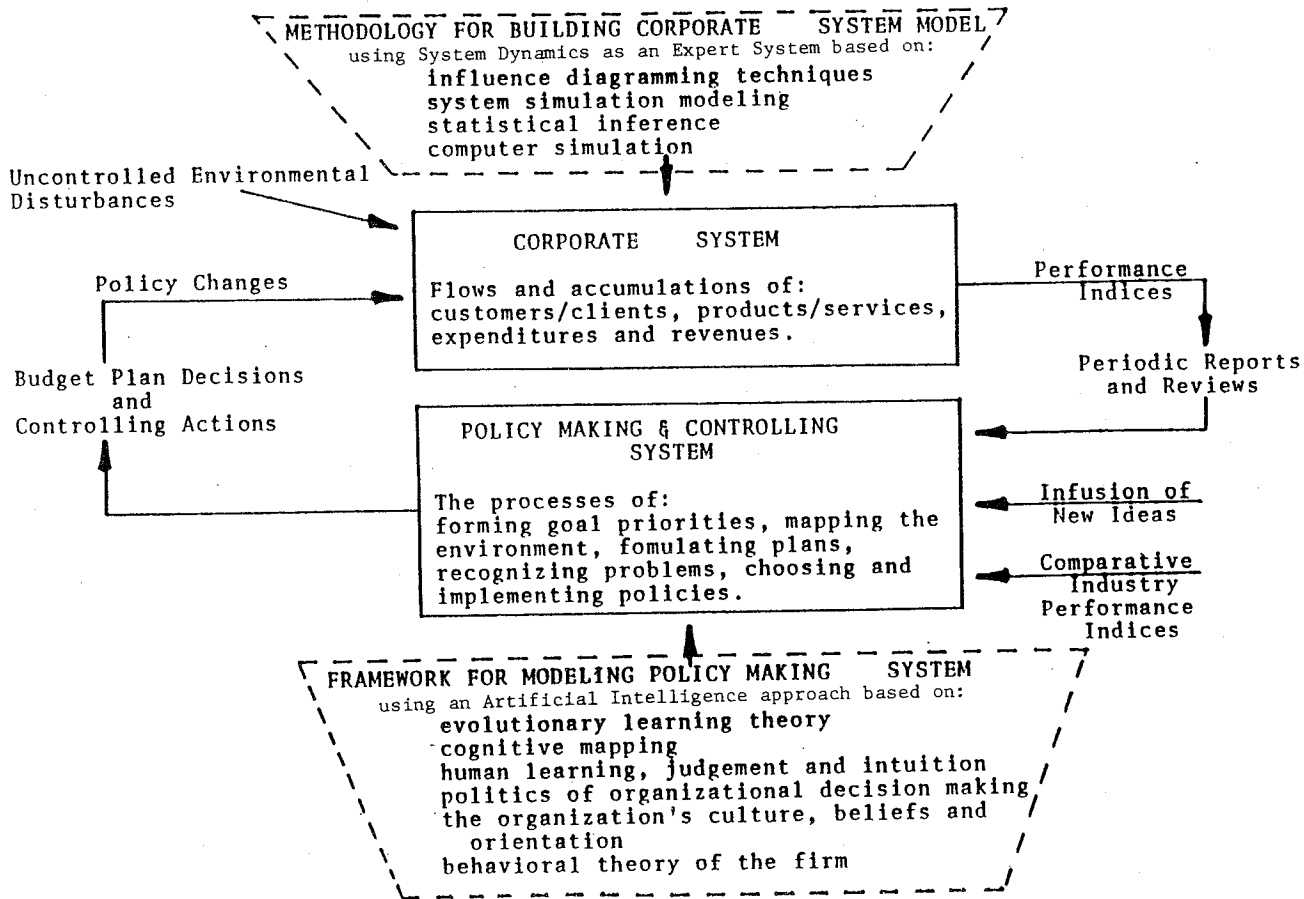 METHODOLOGY FOR BUILDING CORPORATE SYSTEM MODEL
using System Dynamics as an Expert System based on:
influence diagramming techniques
system simulation modeling
statistical inference
computer simulation
Uncontrolled Environmental
Disturbances
CORPORATE SYSTEM
Flows and accumulations of:
customers/clients, products/services,
expenditures and revenues.
Policy Changes
Performance
Indices
Budget Plan Decisions
and
Controlling Actions
Periodic Reports
and Reviews
POLICY MAKING & CONTROLLING
SYSTEM
The processes of:
forming goal priorities, mapping the
environment, fomulating plans,
recognizing problems, choosing and
implementing policies.
Infusion of
New Ideas
Comparative
Industry
Performance
Indices
FRAMEWORK FOR MODELING POLICY MAKING SYSTEM
using an Artificial Intelligence approach based on:
evolutionary learning theory
cognitive mapping
human learning, judgement and intuition
politics of organizational decision making
the organization's culture, beliefs and
orientation
behavioral theory of the firm